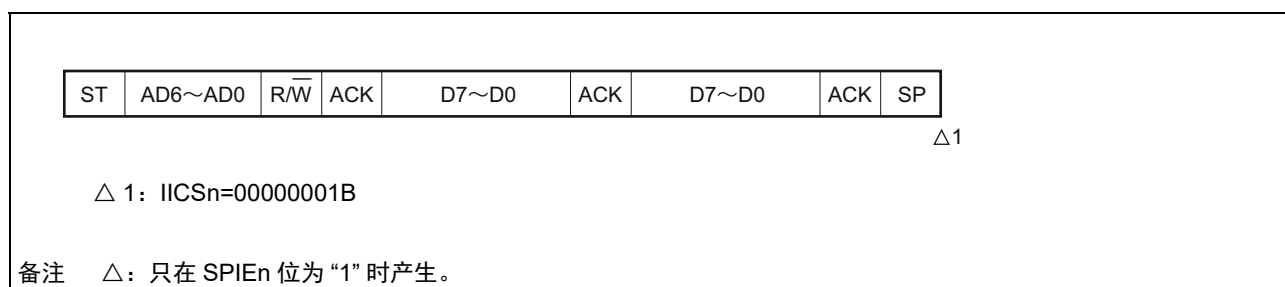 ST AD6～AD0 R/W̅ ACK D7～D0 ACK D7～D0 ACK SP
△1
△ 1：IICSn=00000001B
备注 △：只在 SPIEn 位为 “1” 时产生。